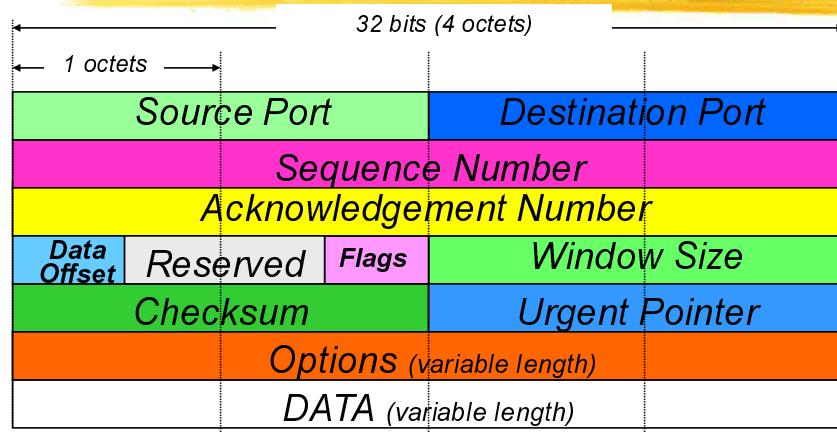 32 bits (4 octets)
1 octets
Source Port
Destination Port
Sequence Number
Acknowledgement Number
Data
Offset
Reserved
Flags
Window Size
Checksum
Urgent Pointer
Options (variable length)
DATA (variable length)